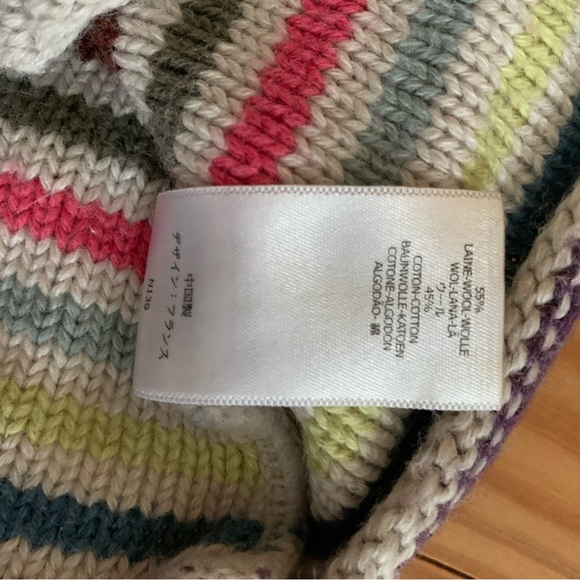 55%
LAINE-WOOL-WOLLE
WOL-LANA-LÃ
ウール
45%
COTON-COTTON
BAUMWOLLE-KATOEN
COTONE-ALGODON
ALGODÃO- 綿
中国製
デザイン：フランス
N139